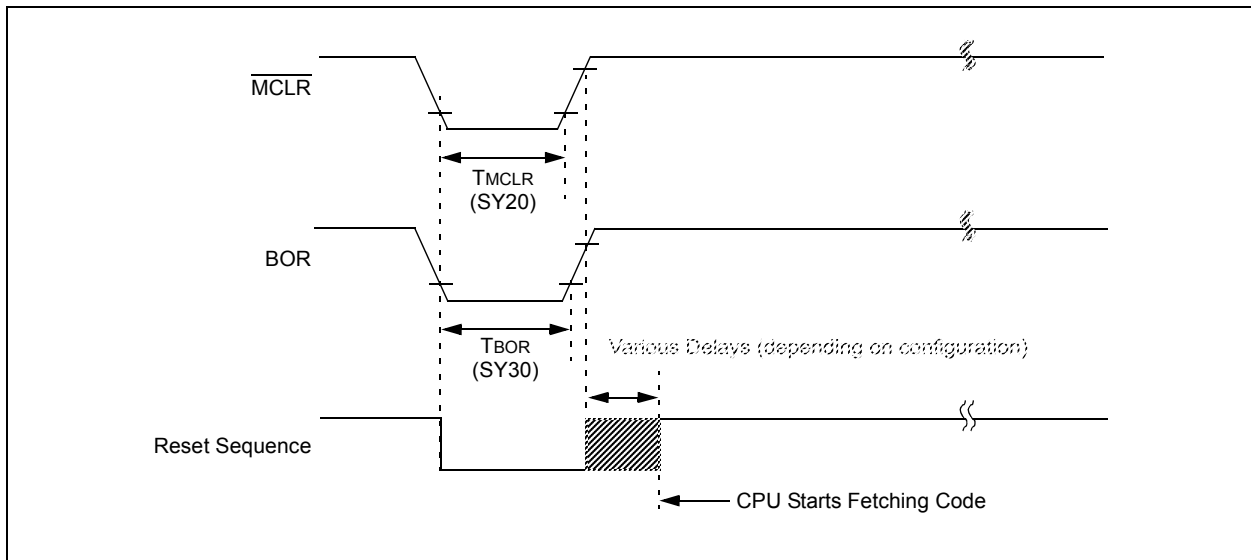 MCLR
TMCLR
(SY20)
BOR
TBOR
(SY30)
Various Delays (depending on configuration)
Reset Sequence
CPU Starts Fetching Code